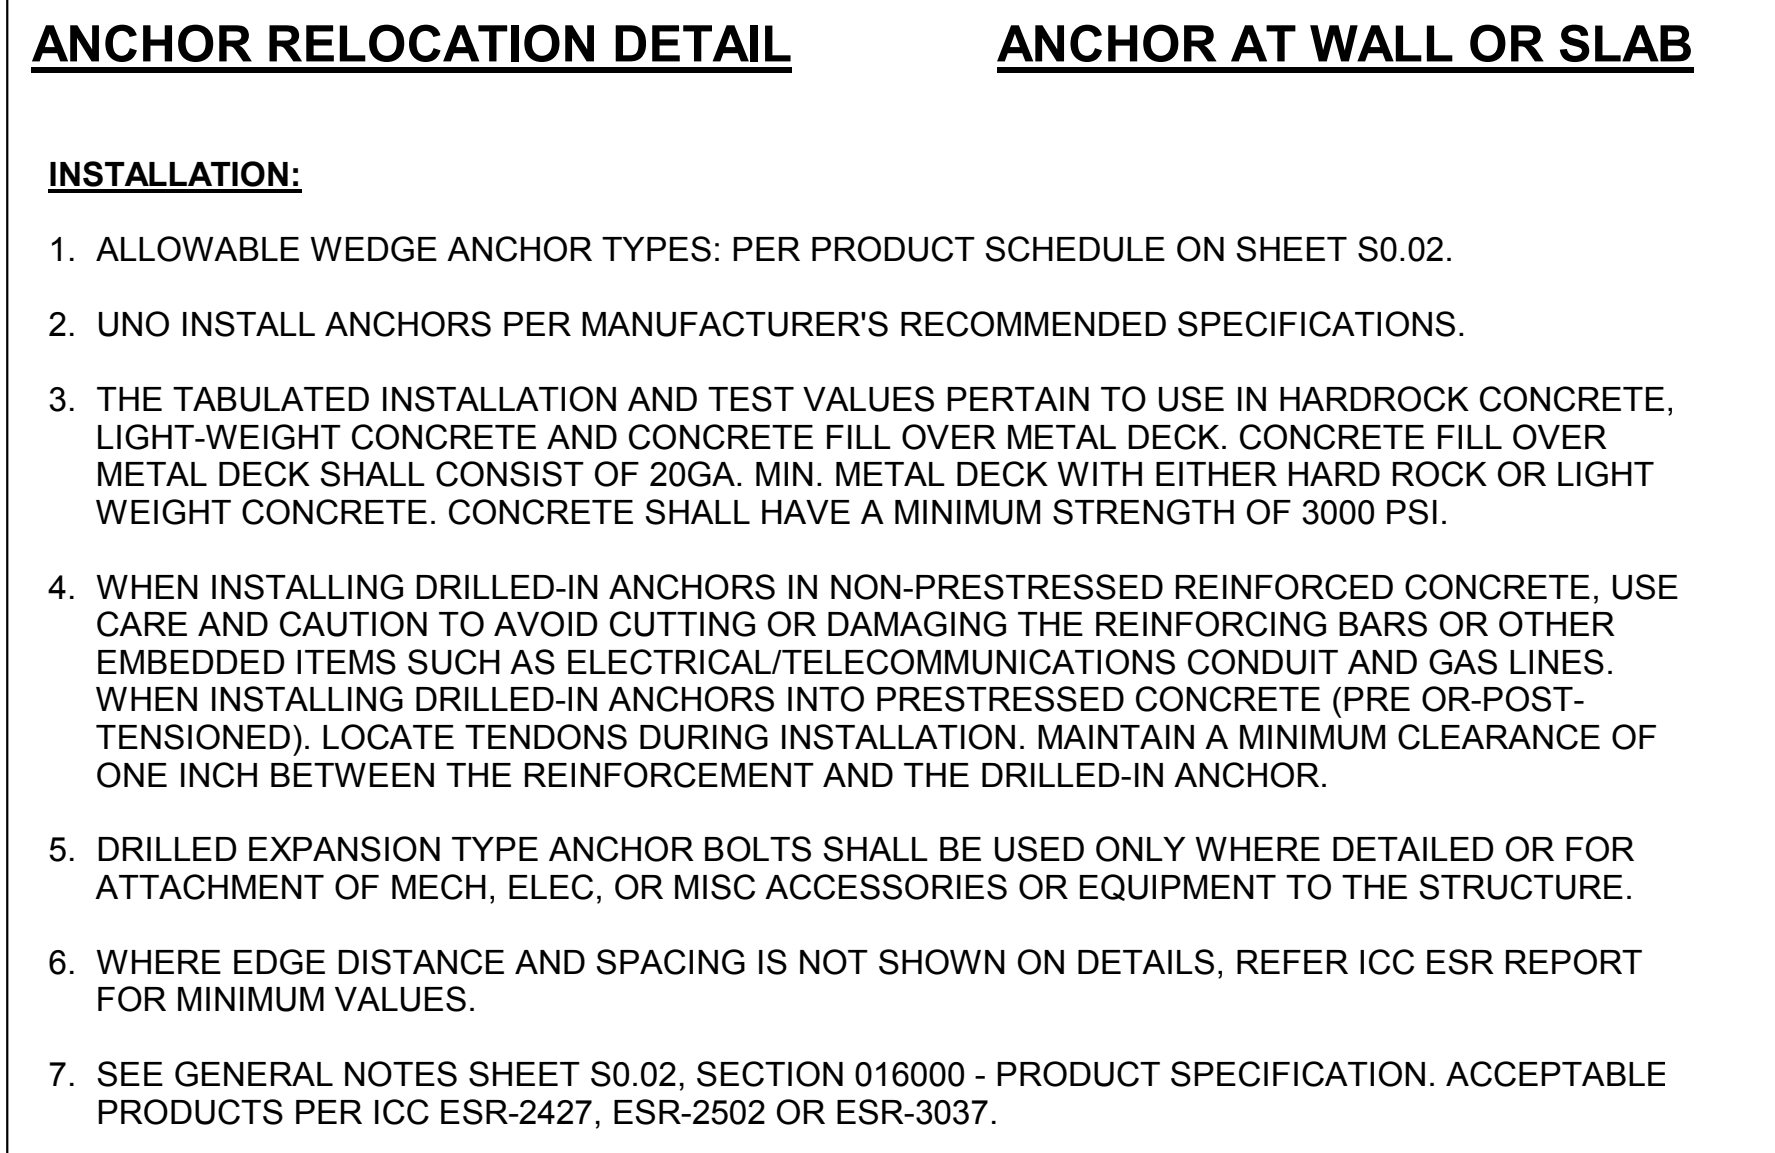 ANCHOR RELOCATION DETAIL
ANCHOR AT WALL OR SLAB
INSTALLATION:
1. ALLOWABLE WEDGE ANCHOR TYPES: PER PRODUCT SCHEDULE ON SHEET S0.02.
2. UNO INSTALL ANCHORS PER MANUFACTURER'S RECOMMENDED SPECIFICATIONS.
3. THE TABULATED INSTALLATION AND TEST VALUES PERTAIN TO USE IN HARDROCK CONCRETE,
LIGHT-WEIGHT CONCRETE AND CONCRETE FILL OVER METAL DECK. CONCRETE FILL OVER
METAL DECK SHALL CONSIST OF 20GA. MIN. METAL DECK WITH EITHER HARD ROCK OR LIGHT
WEIGHT CONCRETE. CONCRETE SHALL HAVE A MINIMUM STRENGTH OF 3000 PSI.
4. WHEN INSTALLING DRILLED-IN ANCHORS IN NON-PRESTRESSED REINFORCED CONCRETE, USE
CARE AND CAUTION TO AVOID CUTTING OR DAMAGING THE REINFORCING BARS OR OTHER
EMBEDDED ITEMS SUCH AS ELECTRICAL/TELECOMMUNICATIONS CONDUIT AND GAS LINES.
WHEN INSTALLING DRILLED-IN ANCHORS INTO PRESTRESSED CONCRETE (PRE OR-POST-
TENSIONED). LOCATE TENDONS DURING INSTALLATION. MAINTAIN A MINIMUM CLEARANCE OF
ONE INCH BETWEEN THE REINFORCEMENT AND THE DRILLED-IN ANCHOR.
5. DRILLED EXPANSION TYPE ANCHOR BOLTS SHALL BE USED ONLY WHERE DETAILED OR FOR
ATTACHMENT OF MECH, ELEC, OR MISC ACCESSORIES OR EQUIPMENT TO THE STRUCTURE.
6. WHERE EDGE DISTANCE AND SPACING IS NOT SHOWN ON DETAILS, REFER ICC ESR REPORT
FOR MINIMUM VALUES.
7. SEE GENERAL NOTES SHEET S0.02, SECTION 016000 - PRODUCT SPECIFICATION. ACCEPTABLE
PRODUCTS PER ICC ESR-2427, ESR-2502 OR ESR-3037.